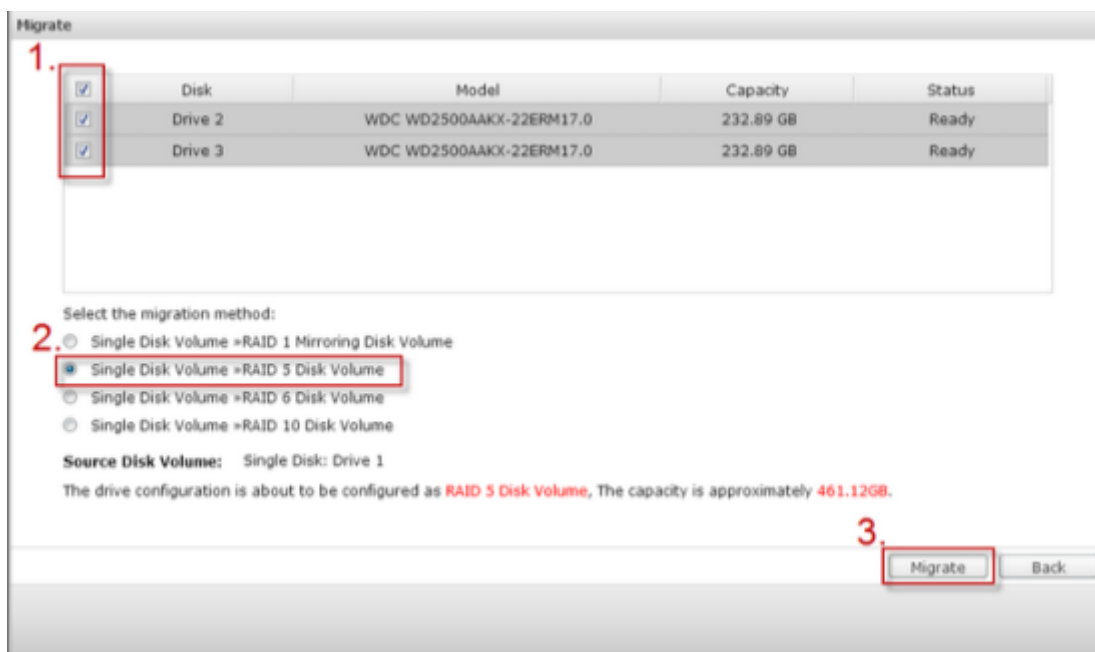 Migrate
1.
Disk Model Capacity Status
Drive 2 WDC WD2500AAKX-22ERM17.0 232.89 GB Ready
Drive 3 WDC WD2500AAKX-22ERM17.0 232.89 GB Ready
Select the migration method:
2. Single Disk Volume »RAID 1 Mirroring Disk Volume
Single Disk Volume »RAID 5 Disk Volume
Single Disk Volume »RAID 6 Disk Volume
Single Disk Volume »RAID 10 Disk Volume
Source Disk Volume: Single Disk: Drive 1
The drive configuration is about to be configured as RAID 5 Disk Volume, The capacity is approximately 461.12GB.
3.
Migrate Back